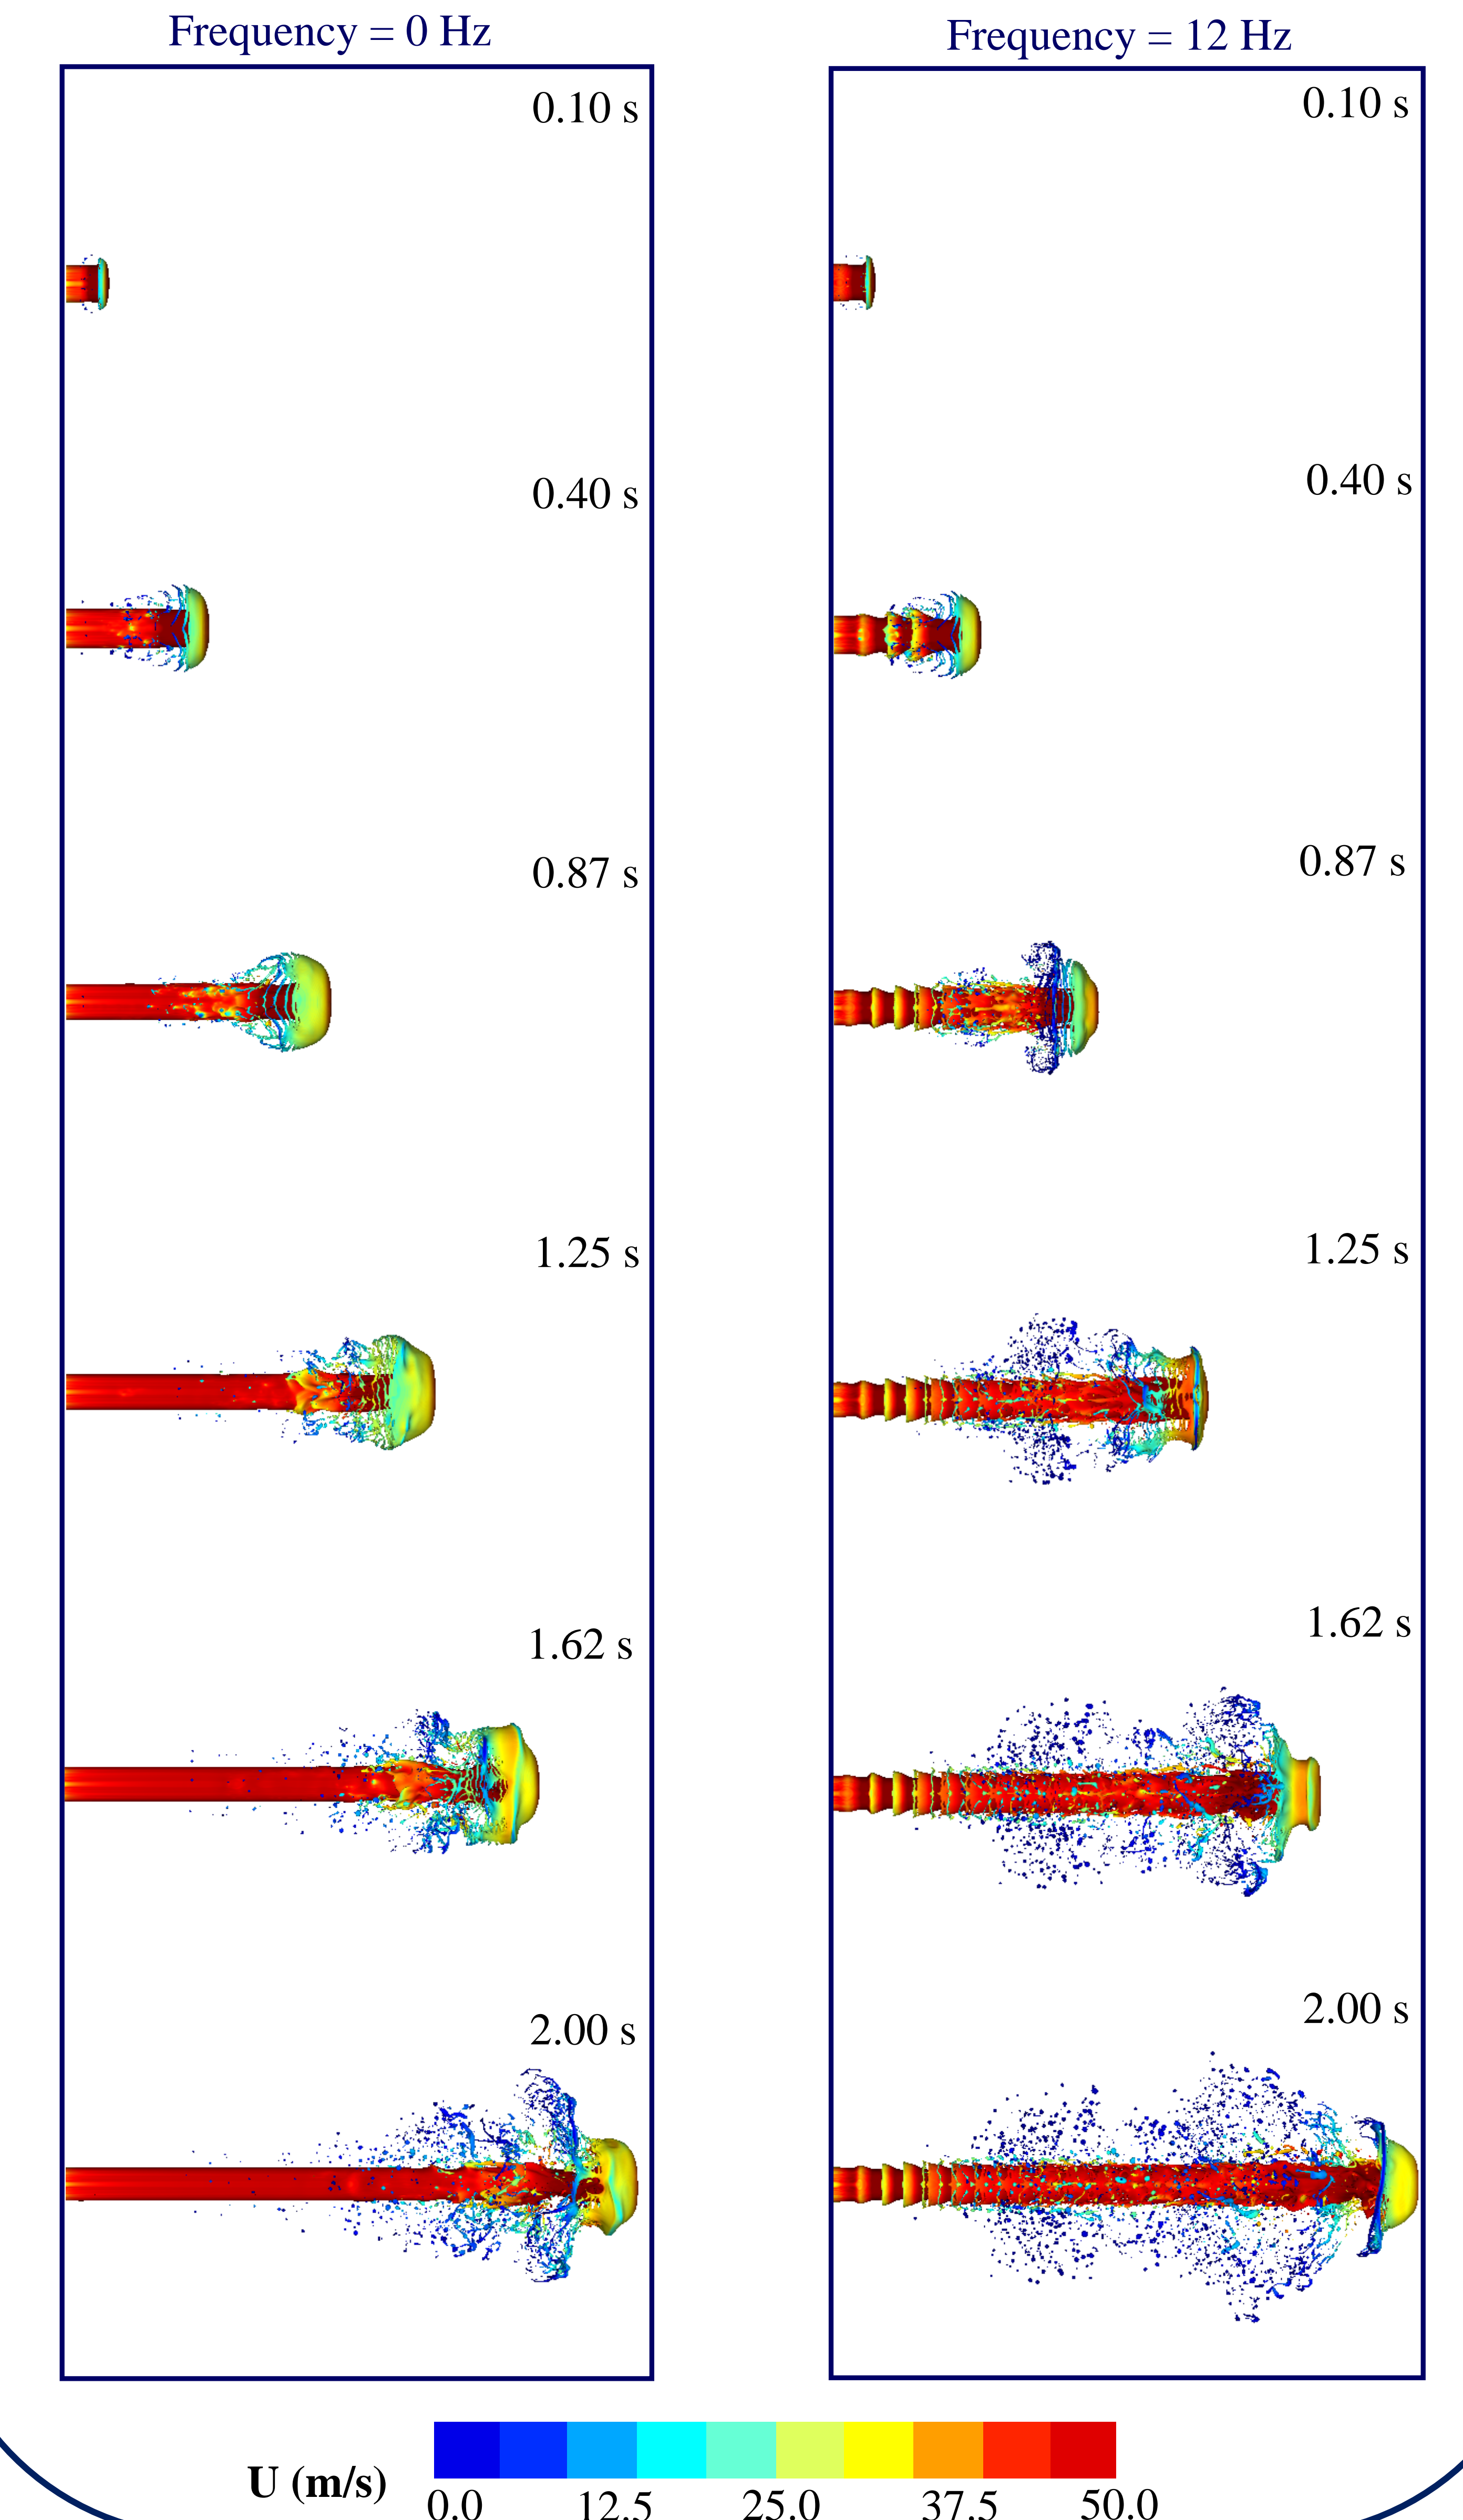 Frequency = 0 Hz
0.10 s
0.40 s
0.87 s
1.25 s
1.62 s
2.00 s
Frequency = 12 Hz
0.10 s
0.40 s
0.87 s
1.25 s
1.62 s
2.00 s
U (m/s)
0.0 12.5 25.0 37.5 50.0